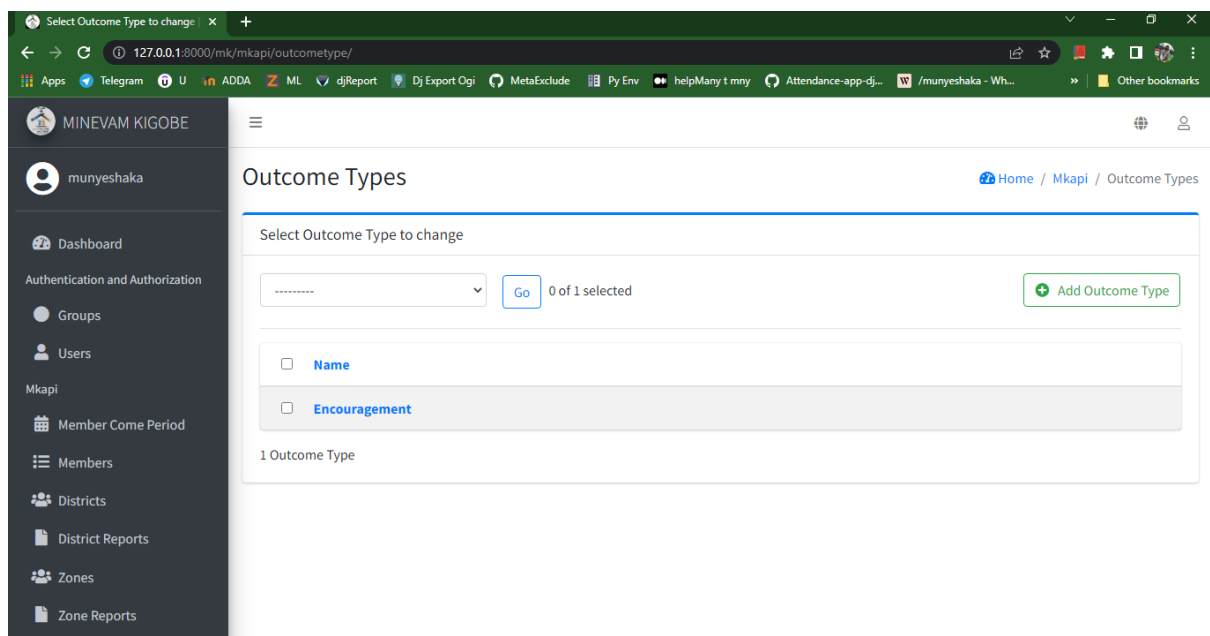 Select Outcome Type to change |
127.0.0.1:8000/mk/mkapi/outcometype/
Apps Telegram U ADDA ML djReport Dj Export Ogi MetaExclude Py Env helpMany t mny Attendance-app-dj... /munyeshaka - Wh... » Other bookmarks
MINEVAM KIGOBE
munyeshaka
Dashboard
Authentication and Authorization
Groups
Users
Mkapi
Member Come Period
Members
Districts
District Reports
Zones
Zone Reports
Outcome Types
Home / Mkapi / Outcome Types
Select Outcome Type to change
--------- Go 0 of 1 selected Add Outcome Type
Name
Encouragement
1 Outcome Type